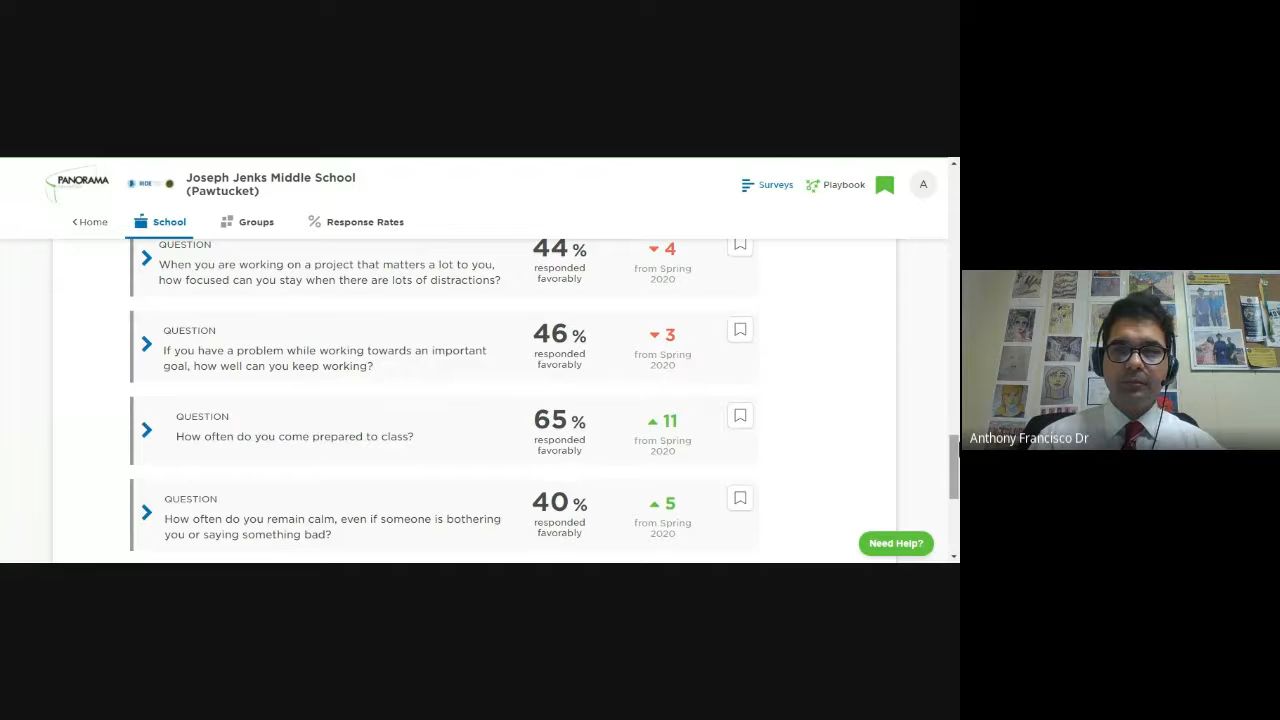 PANORAMA
RIDE
Joseph Jenks Middle School
(Pawtucket)
Surveys
Playbook
A
Home
School
Groups
Response Rates
QUESTION
When you are working on a project that matters a lot to you,
how focused can you stay when there are lots of distractions?
44 %
responded
favorably
4
from Spring
2020
QUESTION
If you have a problem while working towards an important
goal, how well can you keep working?
46 %
responded
favorably
3
from Spring
2020
QUESTION
How often do you come prepared to class?
65 %
responded
favorably
11
from Spring
2020
QUESTION
How often do you remain calm, even if someone is bothering
you or saying something bad?
40 %
responded
favorably
5
from Spring
2020
Need Help?
Anthony Francisco Dr